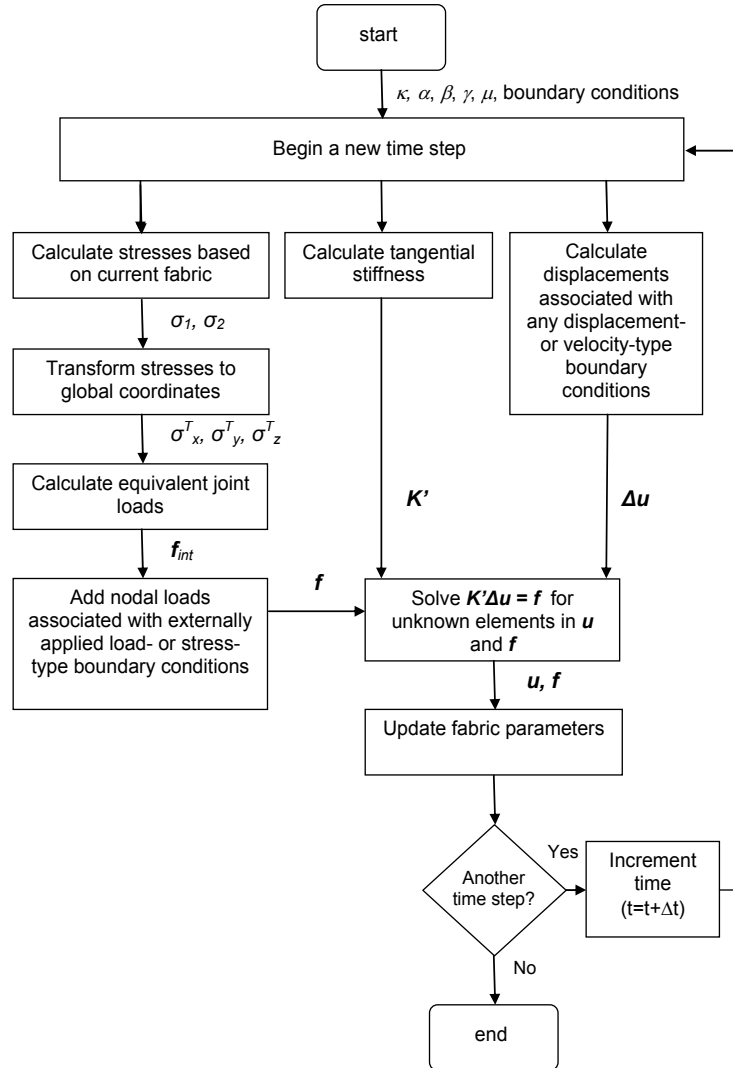 start
κ, α, β, γ, μ, boundary conditions
Begin a new time step
Calculate stresses based
on current fabric
σ1, σ2
Transform stresses to
global coordinates
σTx, σTy, σTz
Calculate equivalent joint
loads
fint
Add nodal loads
associated with externally
applied load- or stress-
type boundary conditions
f
Calculate tangential
stiffness
K'
Calculate
displacements
associated with
any displacement-
or velocity-type
boundary
conditions
Δu
Solve K'Δu = f for
unknown elements in u
and f
u, f
Update fabric parameters
Another
time step?
Yes
Increment
time
(t=t+Δt)
No
end